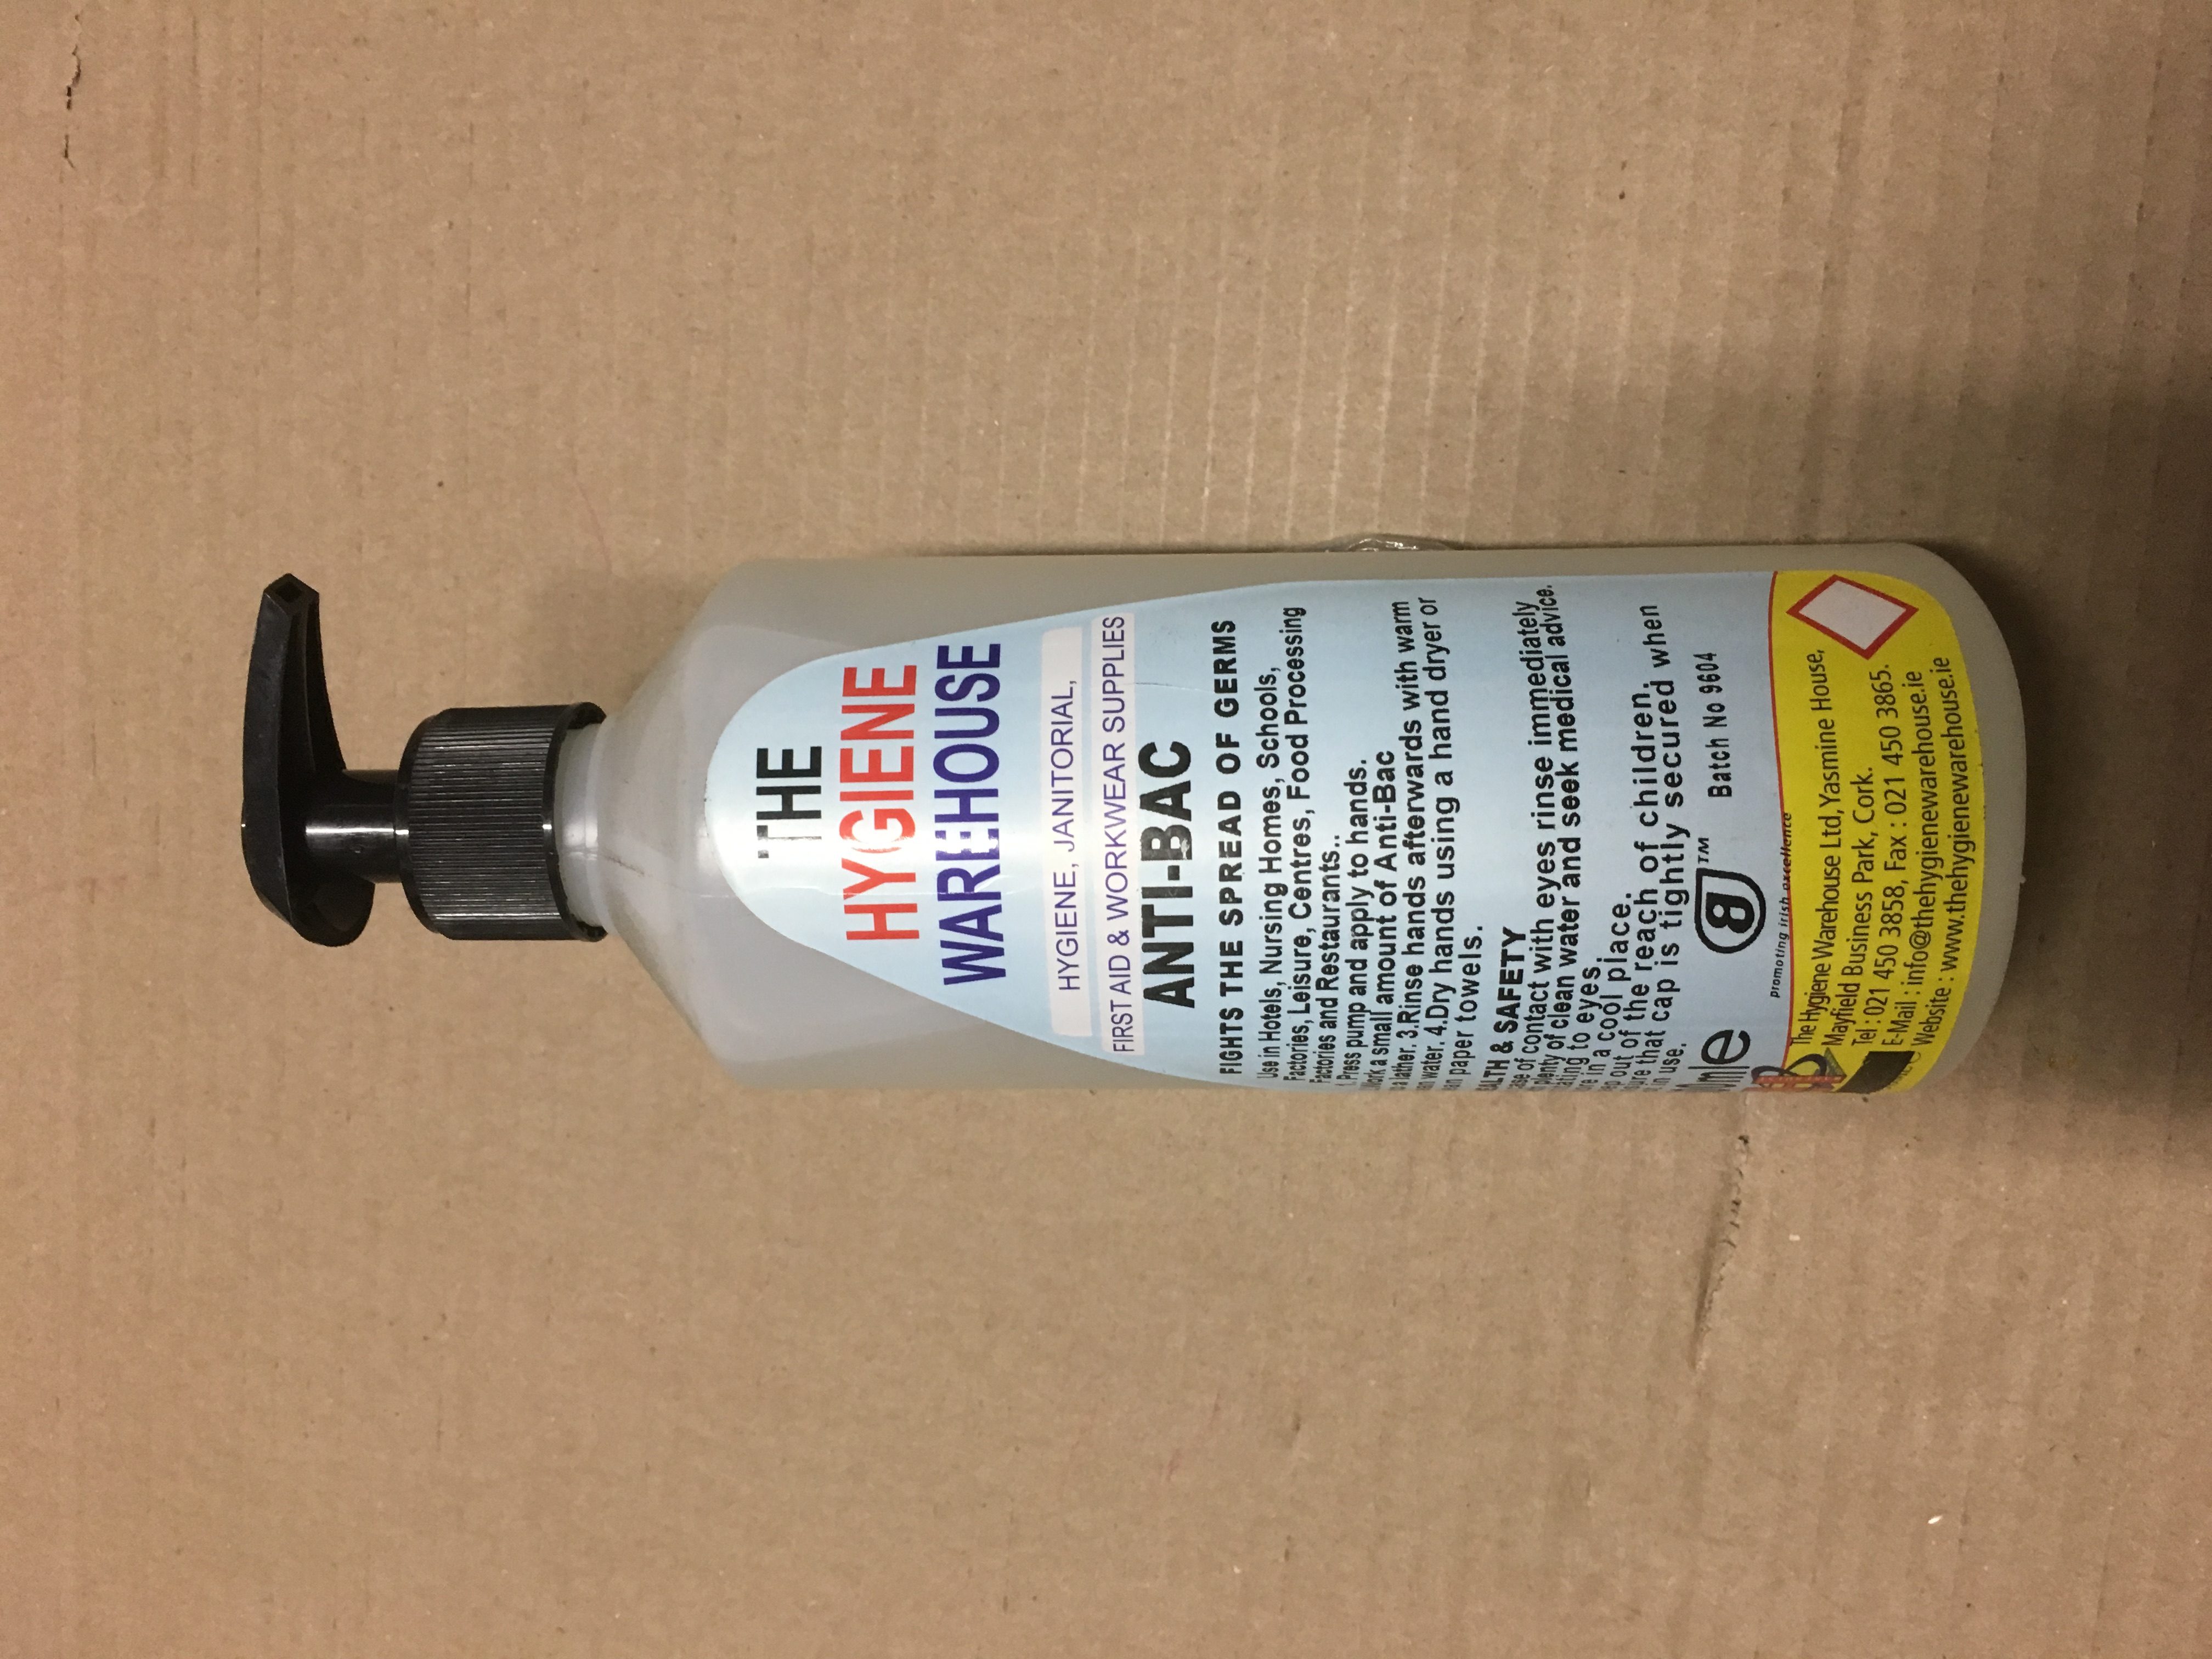 THE
HYGIENE
WAREHOUSE
HYGIENE, JANITORIAL,
FIRST AID & WORKWEAR SUPPLIES
ANTI-BAC
FIGHTS THE SPREAD OF GERMS
Use in Hotels, Nursing Homes, Schools,
Factories, Leisure, Centres, Food Processing
Factories and Restaurants..
Press pump and apply to hands.
a small amount of Anti-Bac
lather. 3.Rinse hands afterwards with warm
water. 4.Dry hands using a hand dryer or
paper towels.
& SAFETY
of contact with eyes rinse immediately
plenty of clean water and seek medical advice.
to eyes.
in a cool place.
out of the reach of children.
that cap is tightly secured when
in use.
Batch No 9604
B™
promoting irish excellence
The Hygiene Warehouse Ltd, Yasmine House,
Mayfield Business Park, Cork.
Tel : 021 450 3858, Fax : 021 450 3865.
E-Mail : info@thehygienewarehouse.ie
Website : www.thehygienewarehouse.ie